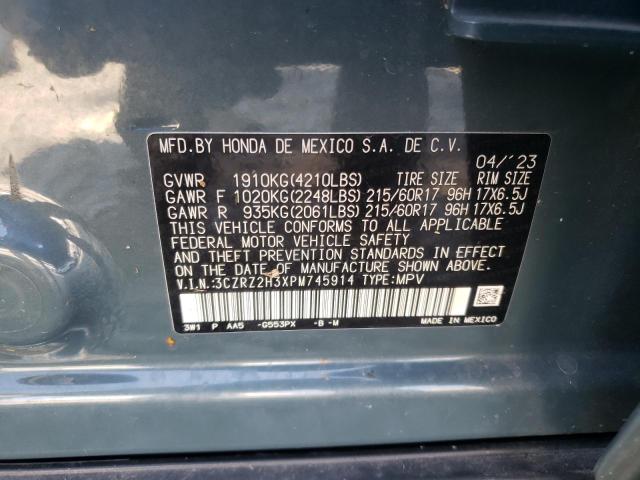 MFD.BY HONDA DE MEXICO S.A. DE C.V.
04/'23
GVWR 1910KG(4210LBS) TIRE SIZE RIM SIZE
GAWR F 1020KG(2248LBS) 215/60R17 96H 17X6.5J
GAWR R 935KG(2061LBS) 215/60R17 96H 17X6.5J
THIS VEHICLE CONFORMS TO ALL APPLICABLE
FEDERAL MOTOR VEHICLE SAFETY
AND THEFT PREVENTION STANDARDS IN EFFECT
ON THE DATE OF MANUFACTURE SHOWN ABOVE.
V.I.N.:3CZRZ2H3XPM745914 TYPE:MPV
3W1 P AA5 -G553PX -B -M MADE IN MEXICO